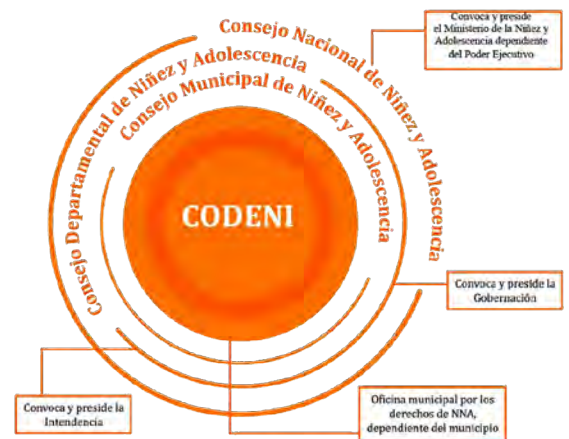 Convoca y preside
el Ministerio de la Niñez y
Adolescencia dependiente
del Poder Ejecutivo
Consejo Nacional de Niñez y Adolescencia
Consejo Departamental de Niñez y Adolescencia
Consejo Municipal de Niñez y Adolescencia
CODENI
Convoca y preside la
Gobernación
Convoca y preside la
Intendencia
Oficina municipal por los
derechos de NNA,
dependiente del municipio